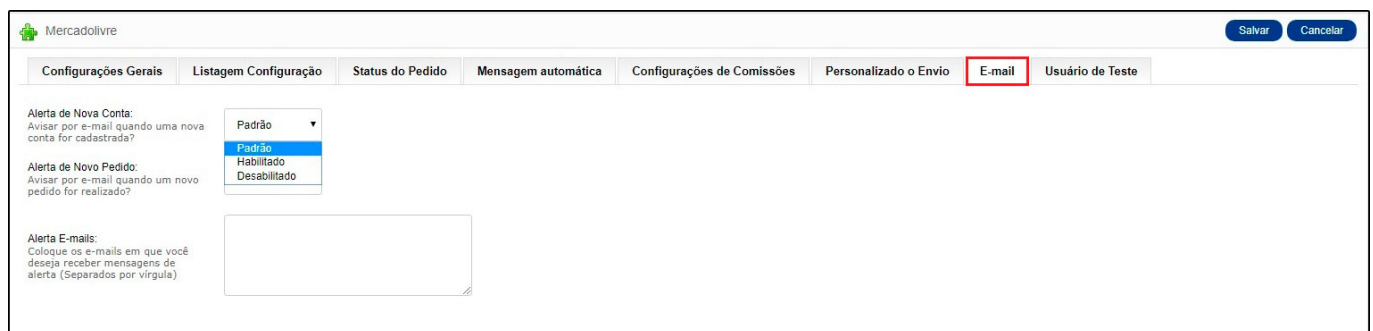 Mercadolivre
Salvar
Cancelar
Configurações Gerais
Listagem Configuração
Status do Pedido
Mensagem automática
Configurações de Comissões
Personalizado o Envio
E-mail
Usuário de Teste
Alerta de Nova Conta:
Avisar por e-mail quando uma nova
conta for cadastrada?
Padrão
Padrão
Habilitado
Desabilitado
Alerta de Novo Pedido:
Avisar por e-mail quando um novo
pedido for realizado?
Alerta E-mails:
Coloque os e-mails em que você
deseja receber mensagens de
alerta (Separados por vírgula)